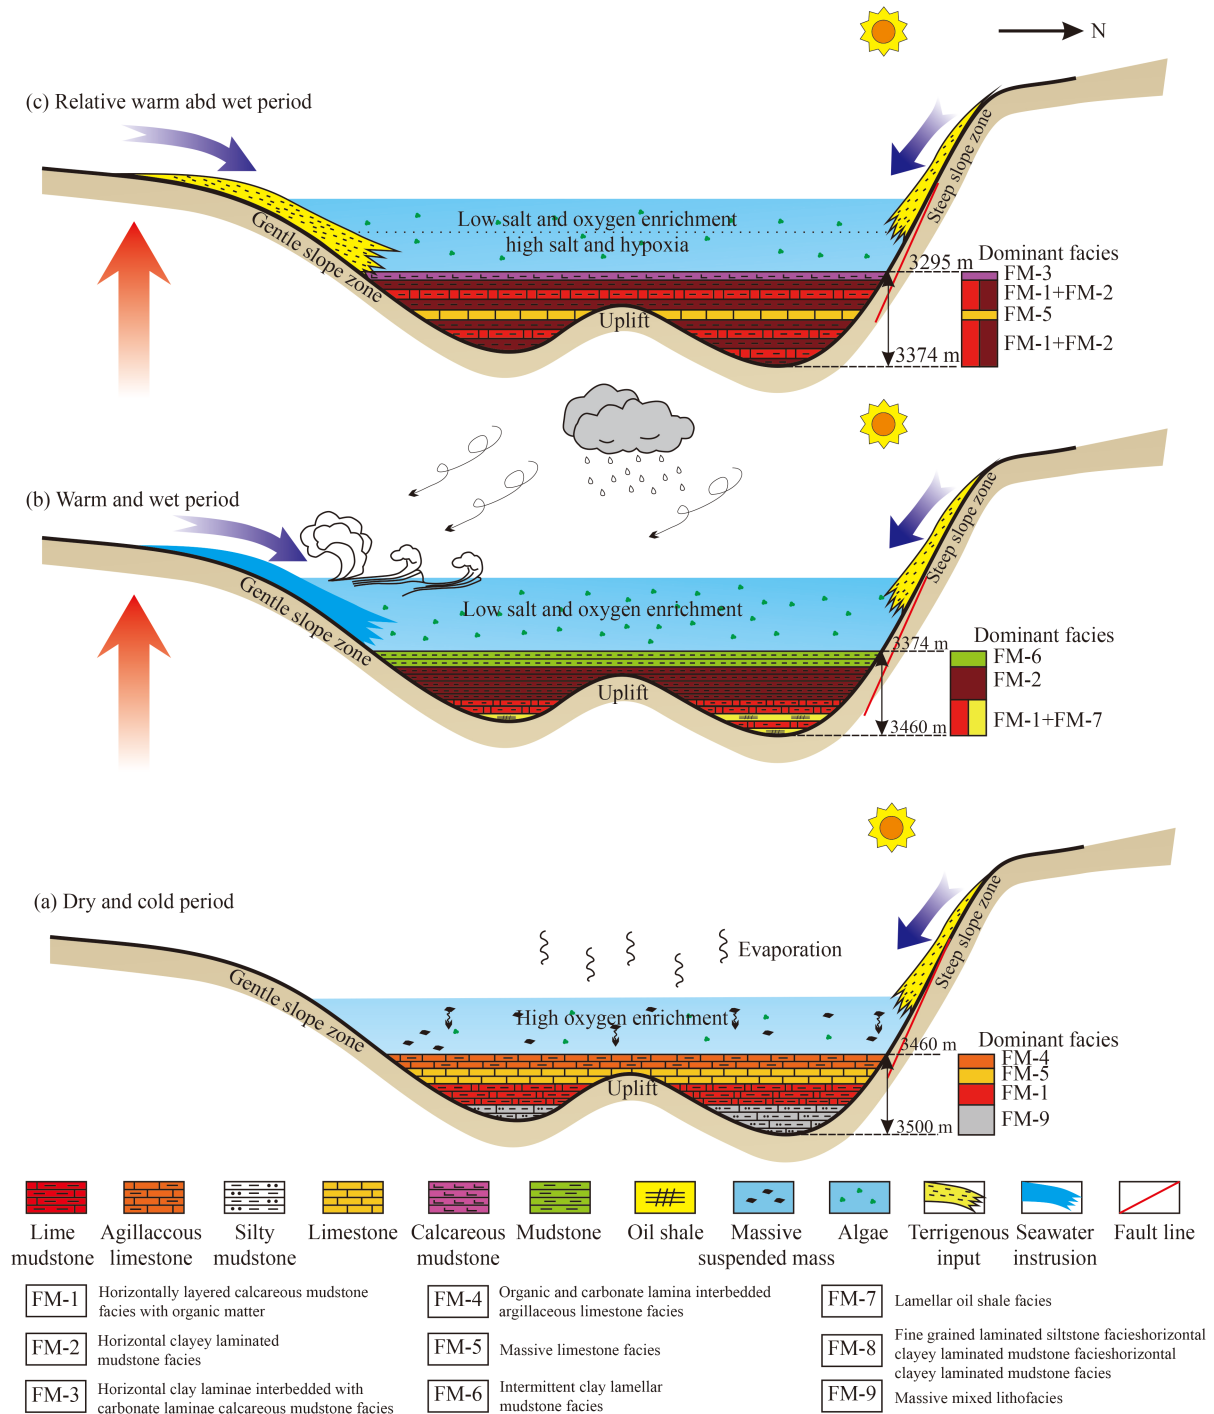 N
(c) Relative warm abd wet period
Steep slope zone
Low salt and oxygen enrichment
high salt and hypoxia
Gentle slope zone
Uplift
3295 m
3374 m
Dominant facies
FM-3
FM-1+FM-2
FM-5
FM-1+FM-2
(b) Warm and wet period
Steep slope zone
Gentle slope zone
Low salt and oxygen enrichment
Uplift
3374 m
3460 m
Dominant facies
FM-6
FM-2
FM-1+FM-7
(a) Dry and cold period
Evaporation
Steep slope zone
Gentle slope zone
High oxygen enrichment
Uplift
3460 m
3500 m
Dominant facies
FM-4
FM-5
FM-1
FM-9
Lime
mudstone
Agillaccous
limestone
Silty
mudstone
Limestone
Calcareous
mudstone
Mudstone
Oil shale
Massive
suspended mass
Algae
Terrigenous
input
Seawater
instrusion
Fault line
FM-1
Horizontally layered calcareous mudstone
facies with organic matter
FM-2
Horizontal clayey laminated
mudstone facies
FM-3
Horizontal clay laminae interbedded with
carbonate laminae calcareous mudstone facies
FM-4
Organic and carbonate lamina interbedded
argillaceous limestone facies
FM-5
Massive limestone facies
FM-6
Intermittent clay lamellar
mudstone facies
FM-7
Lamellar oil shale facies
FM-8
Fine grained laminated siltstone facieshorizontal
clayey laminated mudstone facieshorizontal
clayey laminated mudstone facies
FM-9
Massive mixed lithofacies